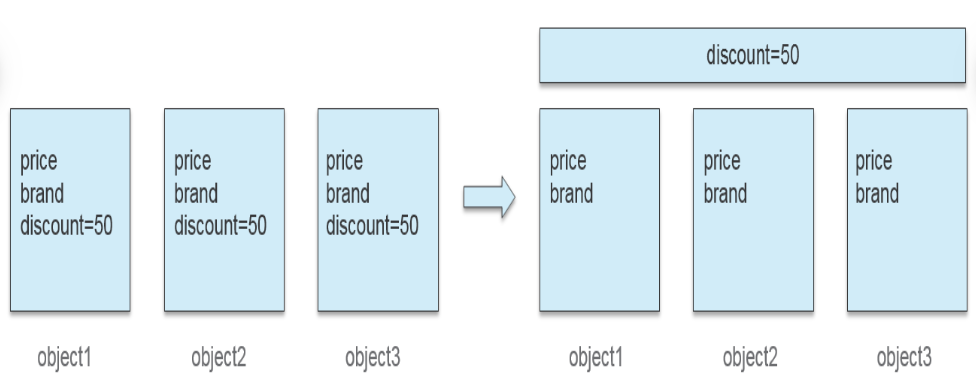 discount=50
price
brand
discount=50
price
brand
discount=50
price
brand
discount=50
price
brand
price
brand
price
brand
object1
object2
object3
object1
object2
object3